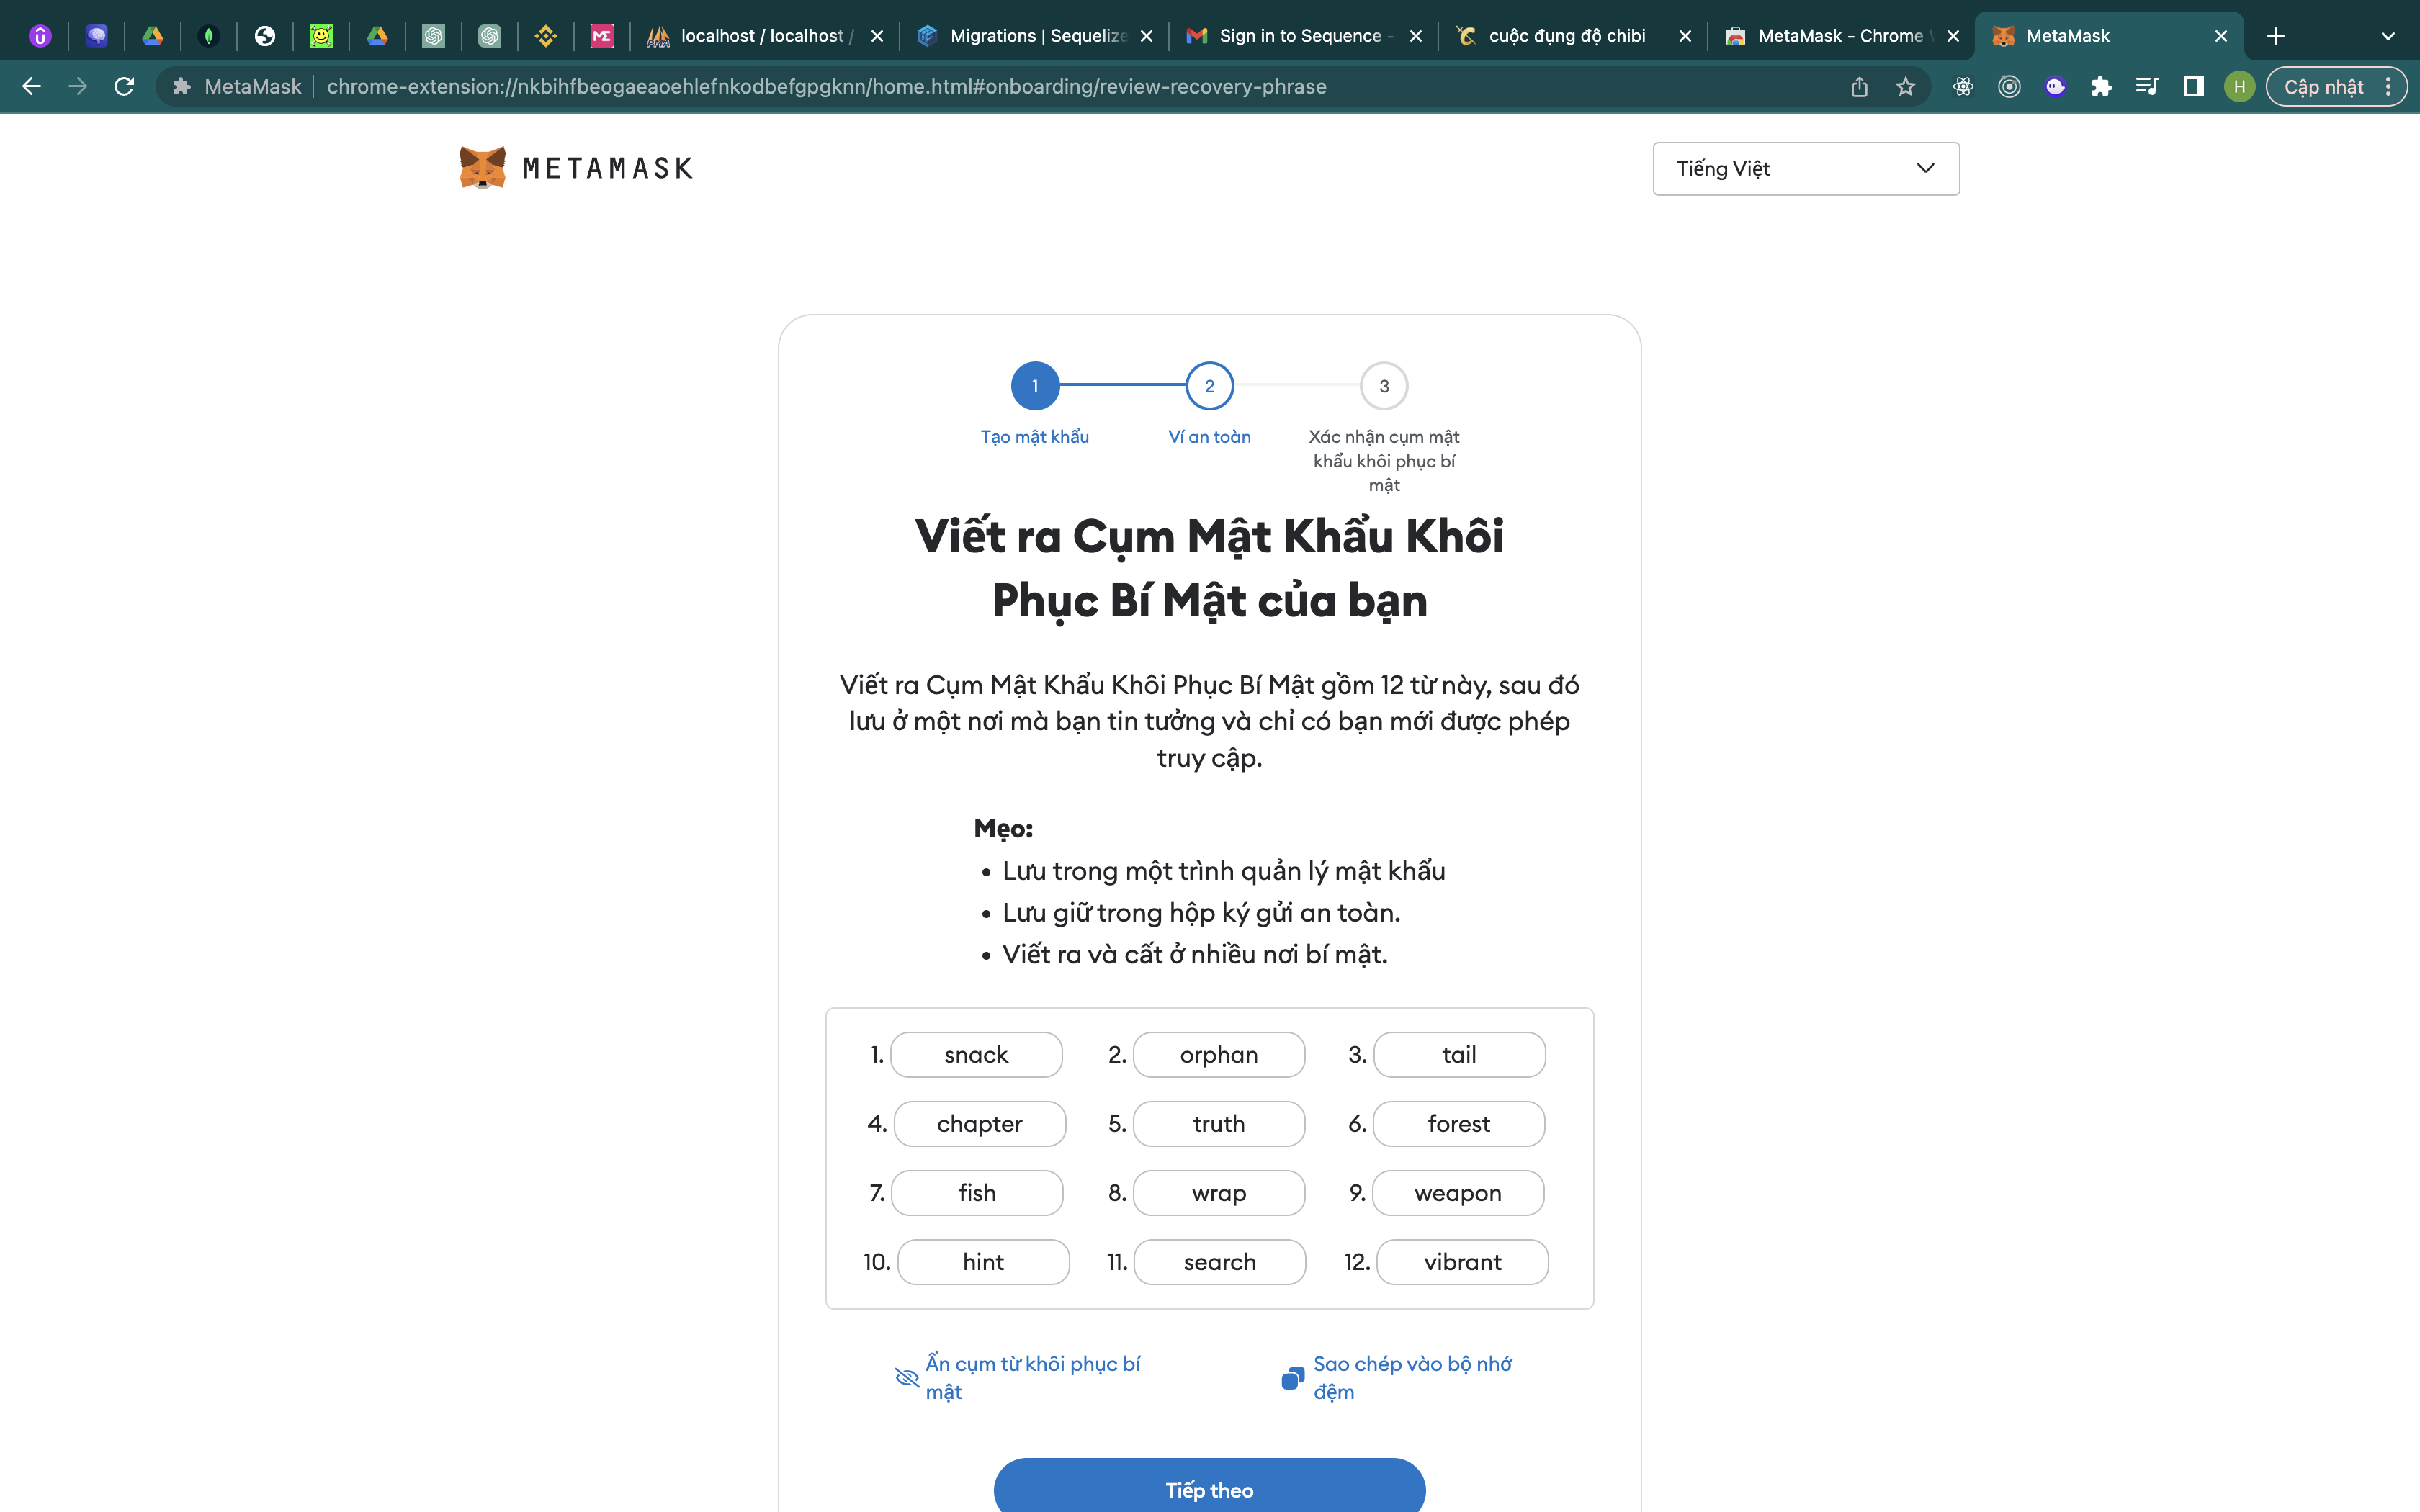 localhost / localhost /
Migrations | Sequelize
Sign in to Sequence -
cuộc đụng độ chibi
MetaMask - Chrome
MetaMask
MetaMask
chrome-extension://nkbihfbeogaeaoehlefnkodbefgpgknn/home.html#onboarding/review-recovery-phrase
H
Cập nhật
METAMASK
Tiếng Việt
1
2
3
Tạo mật khẩu
Ví an toàn
Xác nhận cụm mật
khẩu khôi phục bí
mật
Viết ra Cụm Mật Khẩu Khôi
Phục Bí Mật của bạn
Viết ra Cụm Mật Khẩu Khôi Phục Bí Mật gồm 12 từ này, sau đó
lưu ở một nơi mà bạn tin tưởng và chỉ có bạn mới được phép
truy cập.
Mẹo:
• Lưu trong một trình quản lý mật khẩu
• Lưu giữ trong hộp ký gửi an toàn.
• Viết ra và cất ở nhiều nơi bí mật.
1. snack 2. orphan 3. tail
4. chapter 5. truth 6. forest
7. fish 8. wrap 9. weapon
10. hint 11. search 12. vibrant
Ẩn cụm từ khôi phục bí
mật
Sao chép vào bộ nhớ
đệm
Tiếp theo